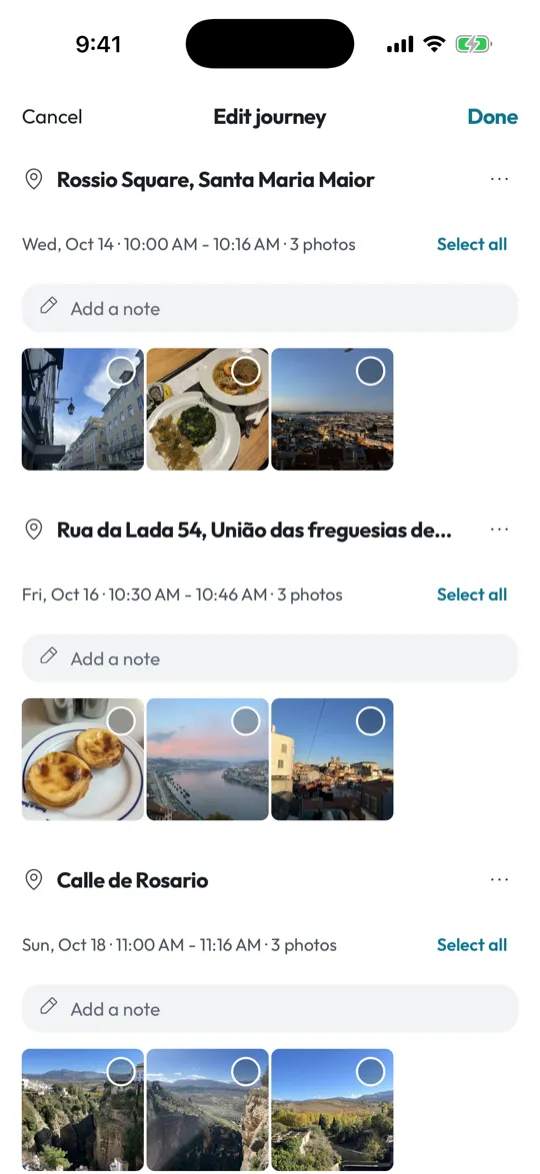 9:41
Cancel
Edit journey
Done
Rossio Square, Santa Maria Maior
...
Wed, Oct 14 · 10:00 AM - 10:16 AM · 3 photos
Select all
Add a note
Rua da Lada 54, União das freguesias de...
...
Fri, Oct 16 · 10:30 AM - 10:46 AM · 3 photos
Select all
Add a note
Calle de Rosario
...
Sun, Oct 18 · 11:00 AM - 11:16 AM · 3 photos
Select all
Add a note